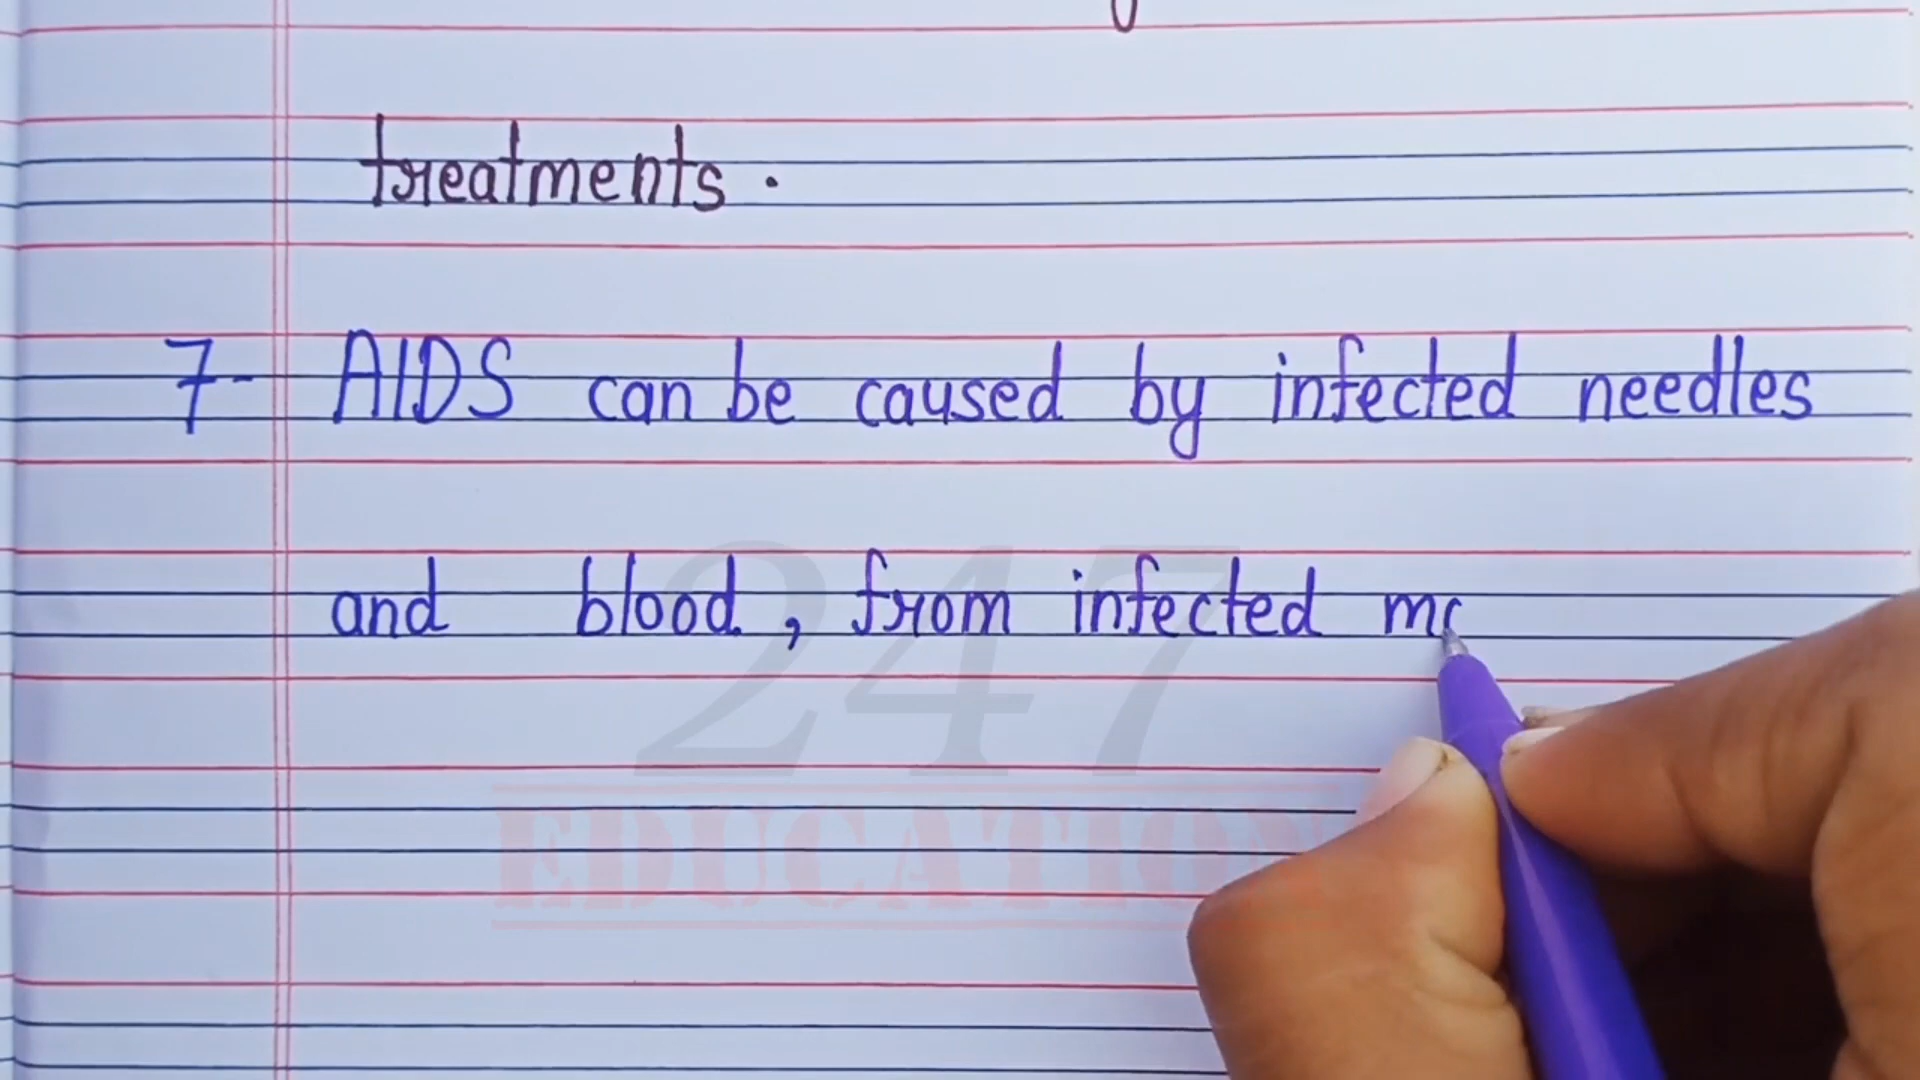 treatments.
7- AIDS can be caused by infected needles
and blood, from infected
247
EDUCATION